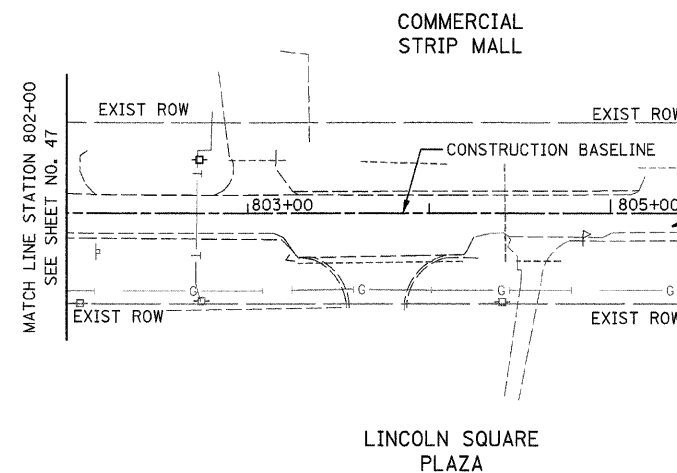 COMMERCIAL
STRIP MALL
MATCH LINE STATION 802+00
SEE SHEET NO. 47
EXIST ROW
EXIST ROW
CONSTRUCTION BASELINE
803+00
805+00
G
G
G
G
EXIST ROW
EXIST ROW
LINCOLN SQUARE
PLAZA